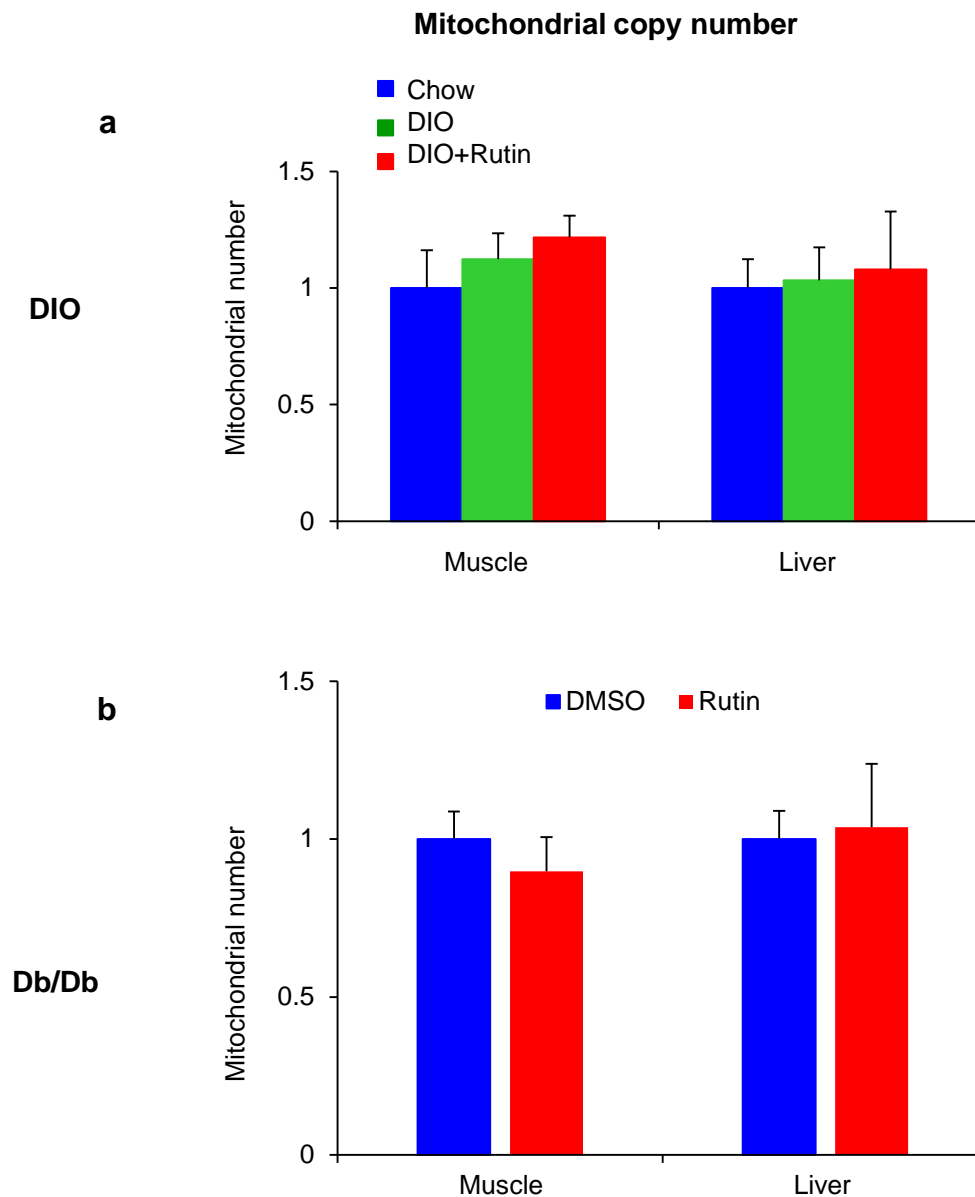 Mitochondrial copy number
a
Chow
DIO
DIO+Rutin
DIO
Mitochondrial number
1.5
1
0.5
0
Muscle Liver
b
DMSO Rutin
Db/Db
Mitochondrial number
1.5
1
0.5
0
Muscle Liver